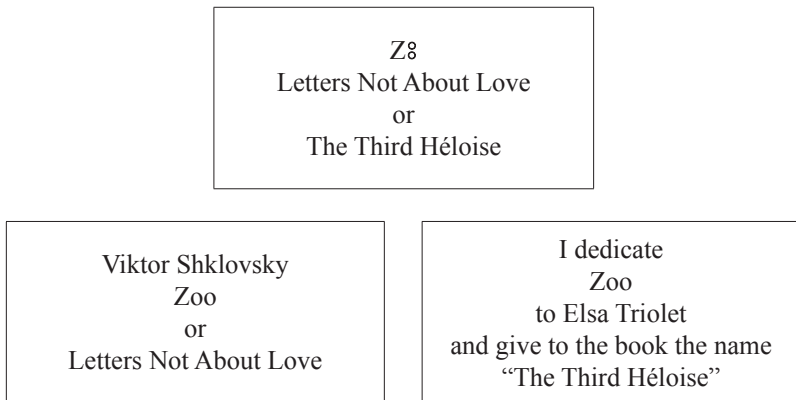 Z8
Letters Not About Love
or
The Third Héloise
Viktor Shklovsky
Zoo
or
Letters Not About Love
I dedicate
Zoo
to Elsa Triolet
and give to the book the name
“The Third Héloise”